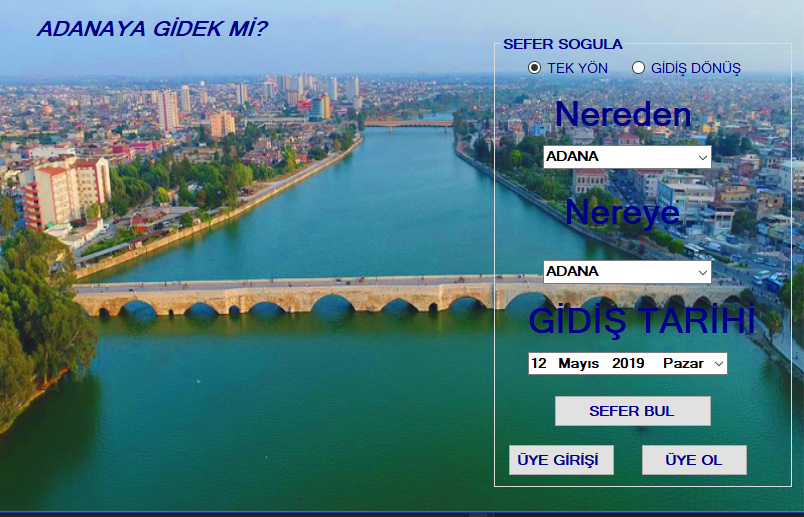 ADANAYA GİDEK Mİ?
SEFER SOGULA
TEK YÖN GİDİŞ DÖNÜŞ
Nereden
ADANA
Nereye
ADANA
GİDİŞ TARİHİ
12 Mayıs 2019 Pazar
SEFER BUL
ÜYE GİRİŞİ ÜYE OL